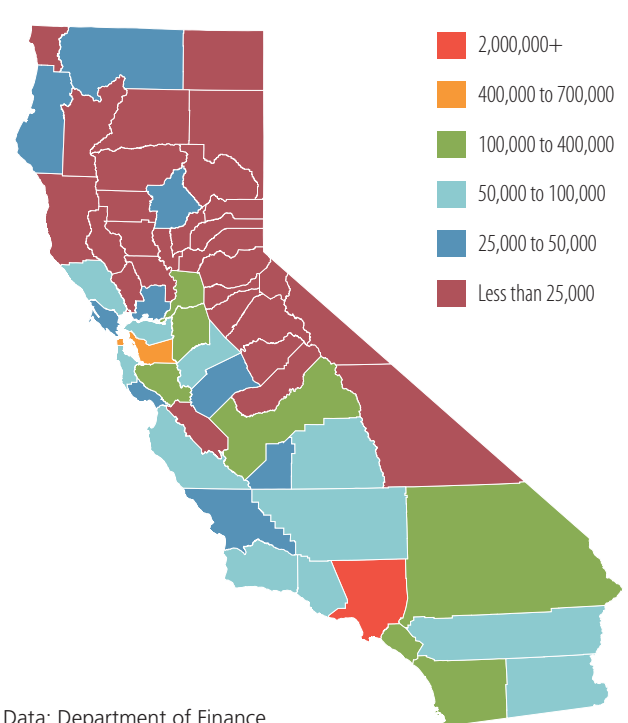 2,000,000+
400,000 to 700,000
100,000 to 400,000
50,000 to 100,000
25,000 to 50,000
Less than 25,000
Data: Department of Finance